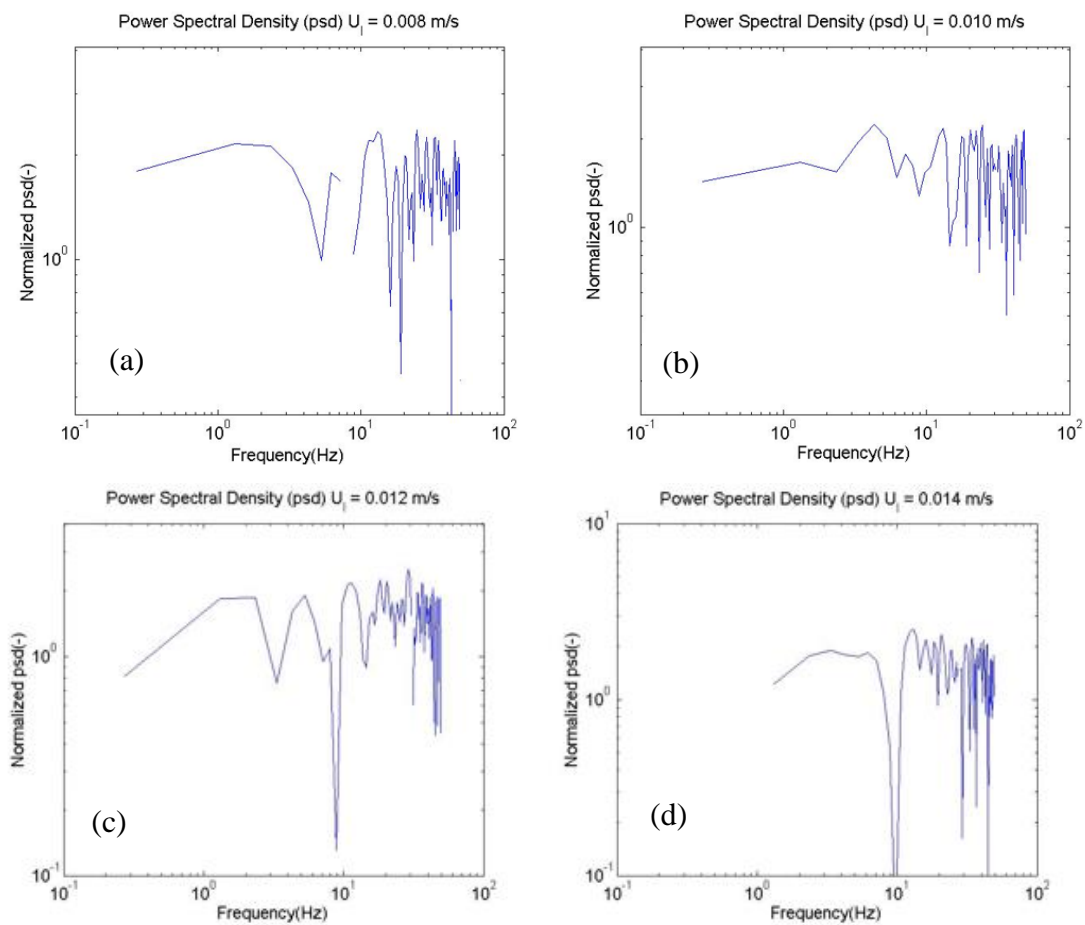 Power Spectral Density (psd) U_l = 0.008 m/s
Normalized psd(-)
10^0
(a)
10^-1 10^0 10^1 10^2
Frequency(Hz)
Power Spectral Density (psd) U_l = 0.010 m/s
Normalized psd(-)
10^0
(b)
10^-1 10^0 10^1 10^2
Frequency(Hz)
Power Spectral Density (psd) U_l = 0.012 m/s
Normalized psd(-)
10^0
(c)
10^-1
10^-1 10^0 10^1 10^2
Frequency(Hz)
Power Spectral Density (psd) U_l = 0.014 m/s
10^1
Normalized psd(-)
10^0
(d)
10^-1
10^-1 10^0 10^1 10^2
Frequency(Hz)